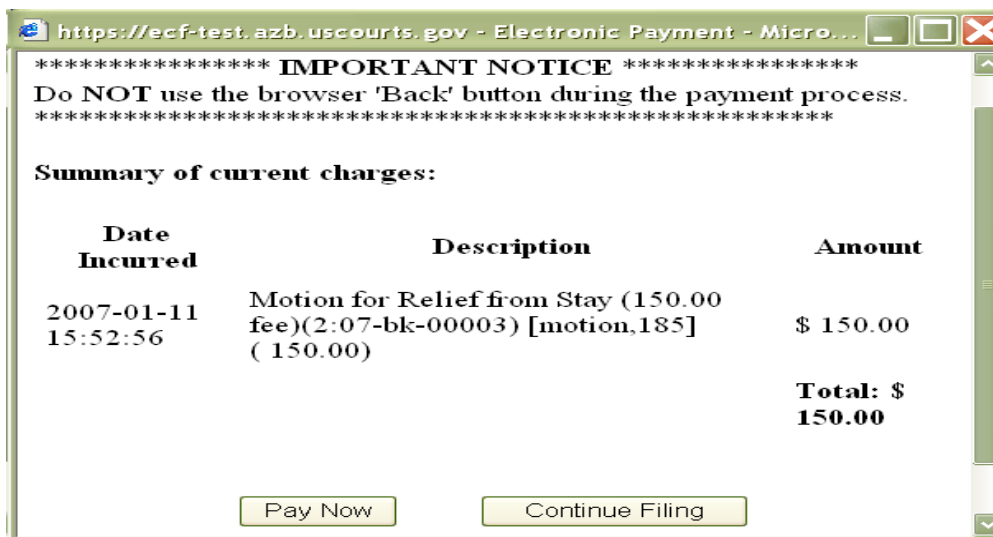 https://ecf-test.azb.uscourts.gov - Electronic Payment - Micro...
**************** IMPORTANT NOTICE ****************
Do NOT use the browser 'Back' button during the payment process.
******************************************************
Summary of current charges:
Date Incurred Description Amount
2007-01-11 15:52:56 Motion for Relief from Stay (150.00 fee)(2:07-bk-00003) [motion,185] ( 150.00) $ 150.00
Total: $ 150.00
Pay Now Continue Filing